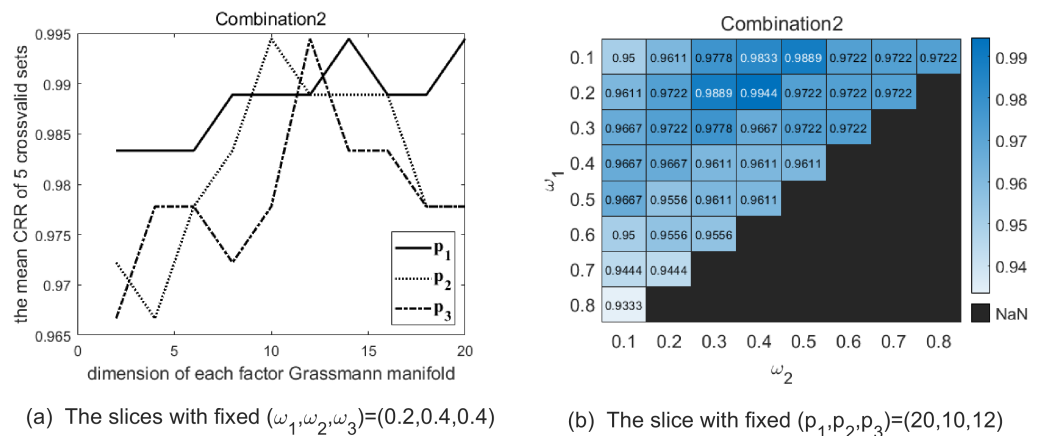 Combination2
0.995
0.99
0.985
0.98
0.975
0.97
0.965
the mean CRR of 5 crossvalid sets
p₁
p₂
p₃
0 5 10 15 20
dimension of each factor Grassmann manifold
(a) The slices with fixed (ω₁,ω₂,ω₃)=(0.2,0.4,0.4)
Combination2
ω₁
0.1 0.95 0.9611 0.9778 0.9833 0.9889 0.9722 0.9722 0.9722
0.2 0.9611 0.9722 0.9889 0.9944 0.9722 0.9722 0.9722
0.3 0.9667 0.9722 0.9778 0.9667 0.9722 0.9722
0.4 0.9667 0.9667 0.9611 0.9611 0.9611
0.5 0.9667 0.9556 0.9611 0.9611
0.6 0.95 0.9556 0.9556
0.7 0.9444 0.9444
0.8 0.9333
0.1 0.2 0.3 0.4 0.5 0.6 0.7 0.8
ω₂
0.99
0.98
0.97
0.96
0.95
0.94
NaN
(b) The slice with fixed (p₁,p₂,p₃)=(20,10,12)